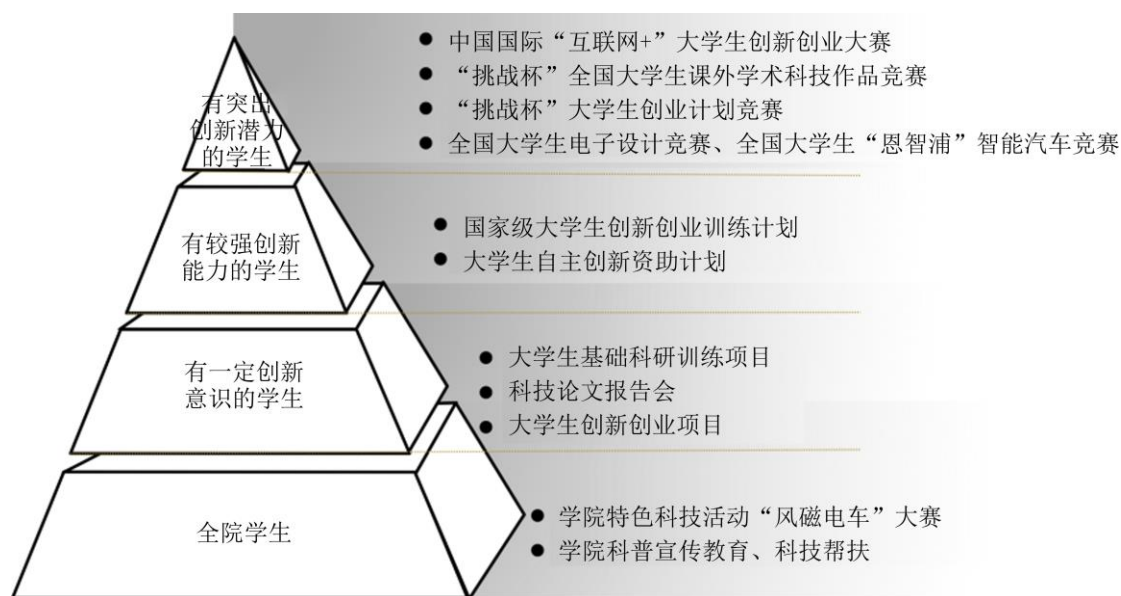 有突出
创新潜力
的学生
● 中国国际“互联网+”大学生创新创业大赛
● “挑战杯”全国大学生课外学术科技作品竞赛
● “挑战杯”大学生创业计划竞赛
● 全国大学生电子设计竞赛、全国大学生“恩智浦”智能汽车竞赛
有较强创新
能力的学生
● 国家级大学生创新创业训练计划
● 大学生自主创新资助计划
有一定创新
意识的学生
● 大学生基础科研训练项目
● 科技论文报告会
● 大学生创新创业项目
全院学生
● 学院特色科技活动“风磁电车”大赛
● 学院科普宣传教育、科技帮扶